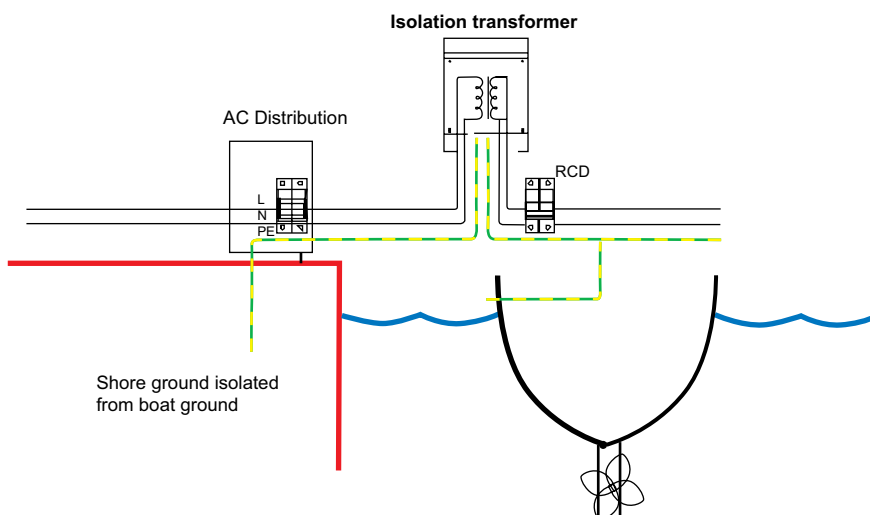 Isolation transformer
AC Distribution
RCD
L
N
PE
Shore ground isolated
from boat ground